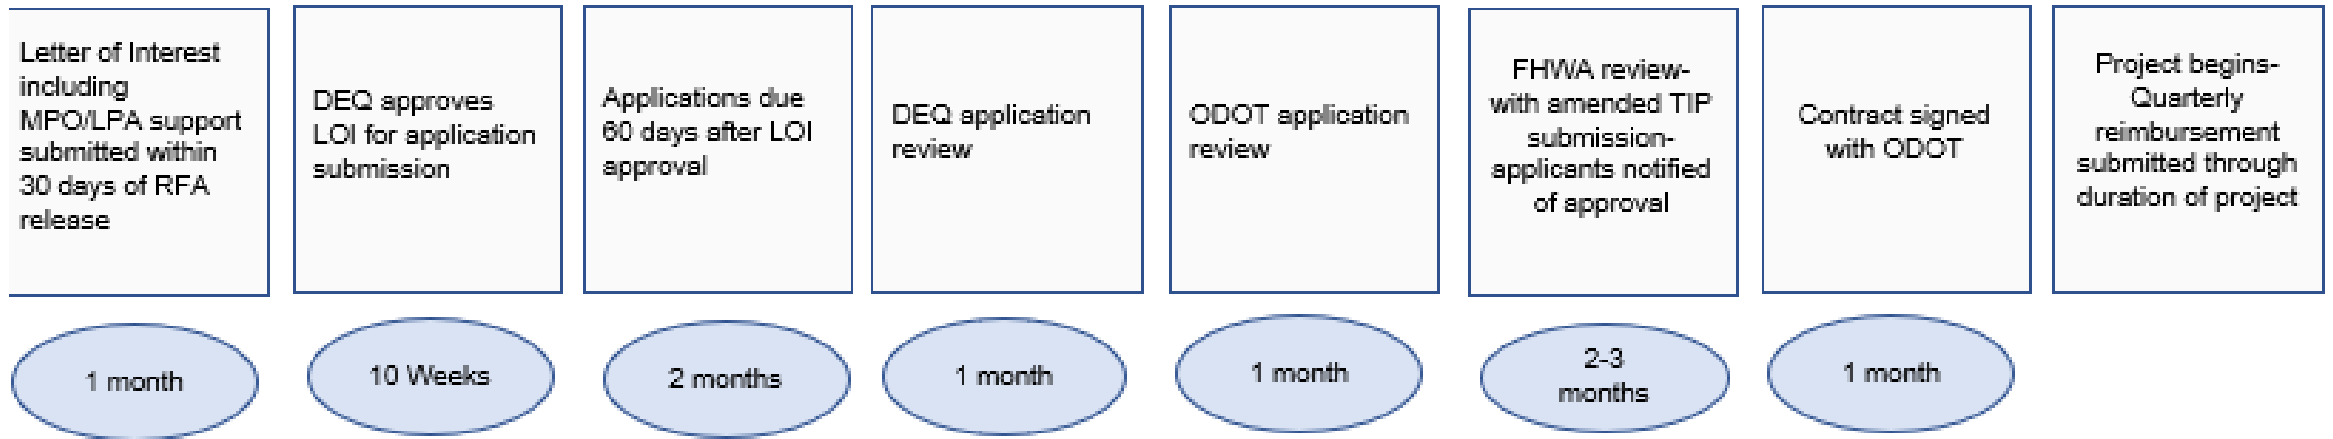 Letter of Interest
including
MPO/LPA support
submitted within
30 days of RFA
release
DEQ approves
LOI for application
submission
Applications due
60 days after LOI
approval
DEQ application
review
ODOT application
review
FHWA review-
with amended TIP
submission-
applicants notified
of approval
Contract signed
with ODOT
Project begins-
Quarterly
reimbursement
submitted through
duration of project
1 month
10 Weeks
2 months
1 month
1 month
2-3
months
1 month